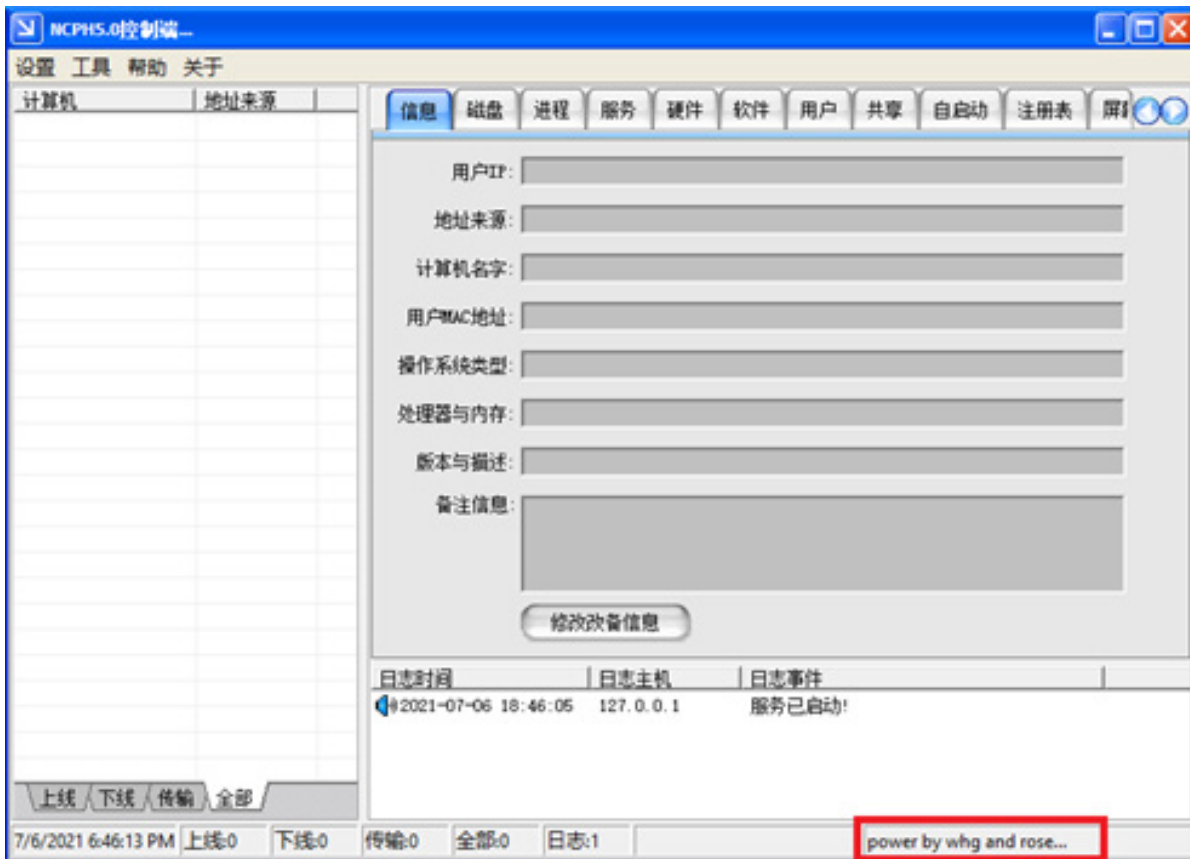 NCPH5.0控制端...
设置 工具 帮助 关于
计算机 地址来源
信息 磁盘 进程 服务 硬件 软件 用户 共享 自启动 注册表
用户IP:
地址来源:
计算机名字:
用户MAC地址:
操作系统类型:
处理器与内存:
版本与描述:
备注信息:
修改改备信息
日志时间 日志主机 日志事件
2021-07-06 18:46:05 127.0.0.1 服务已启动!
上线 下线 传输 全部
7/6/2021 6:46:13 PM 上线:0 下线:0 传输:0 全部:0 日志:1 power by whg and rose...